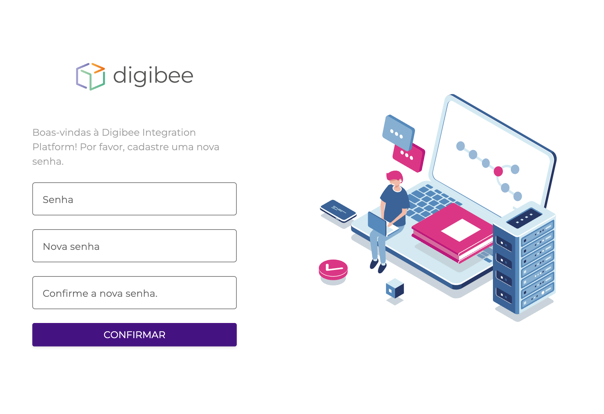 digibee
Boas-vindas à Digibee Integration
Platform! Por favor, cadastre uma nova
senha.
Senha
Nova senha
Confirme a nova senha.
CONFIRMAR